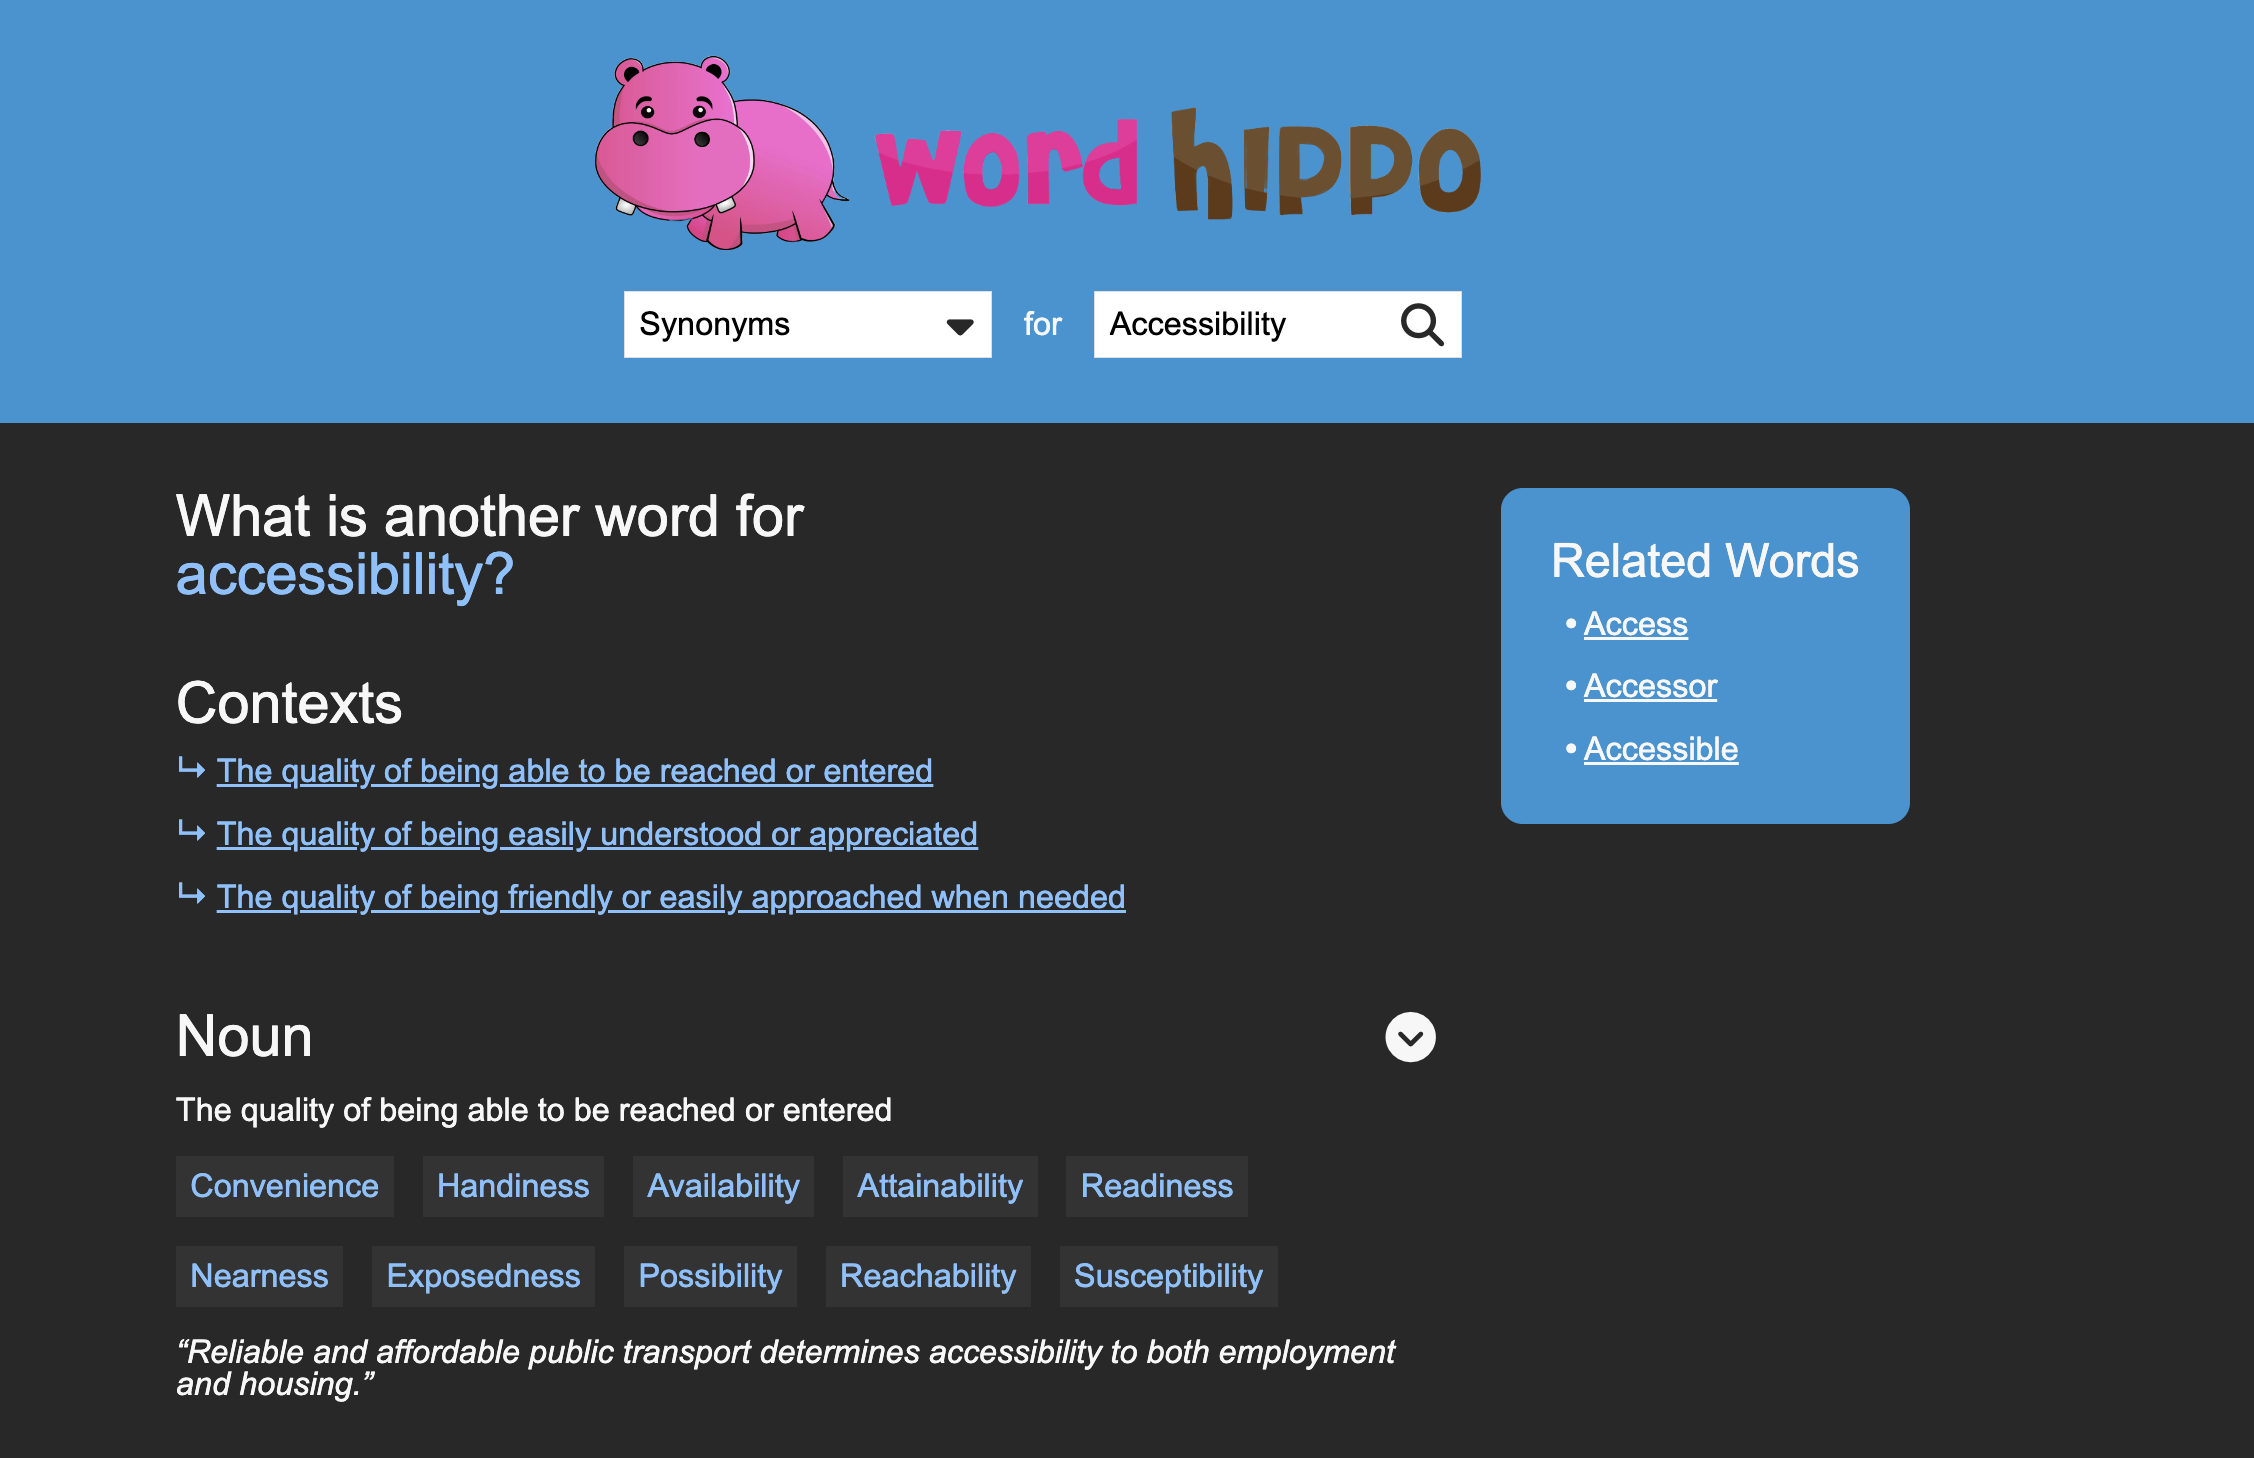 word hippo
Synonyms for Accessibility
What is another word for
accessibility?
Related Words
• Access
• Accessor
• Accessible
Contexts
The quality of being able to be reached or entered
The quality of being easily understood or appreciated
The quality of being friendly or easily approached when needed
Noun
The quality of being able to be reached or entered
Convenience Handiness Availability Attainability Readiness
Nearness Exposedness Possibility Reachability Susceptibility
“Reliable and affordable public transport determines accessibility to both employment
and housing.”